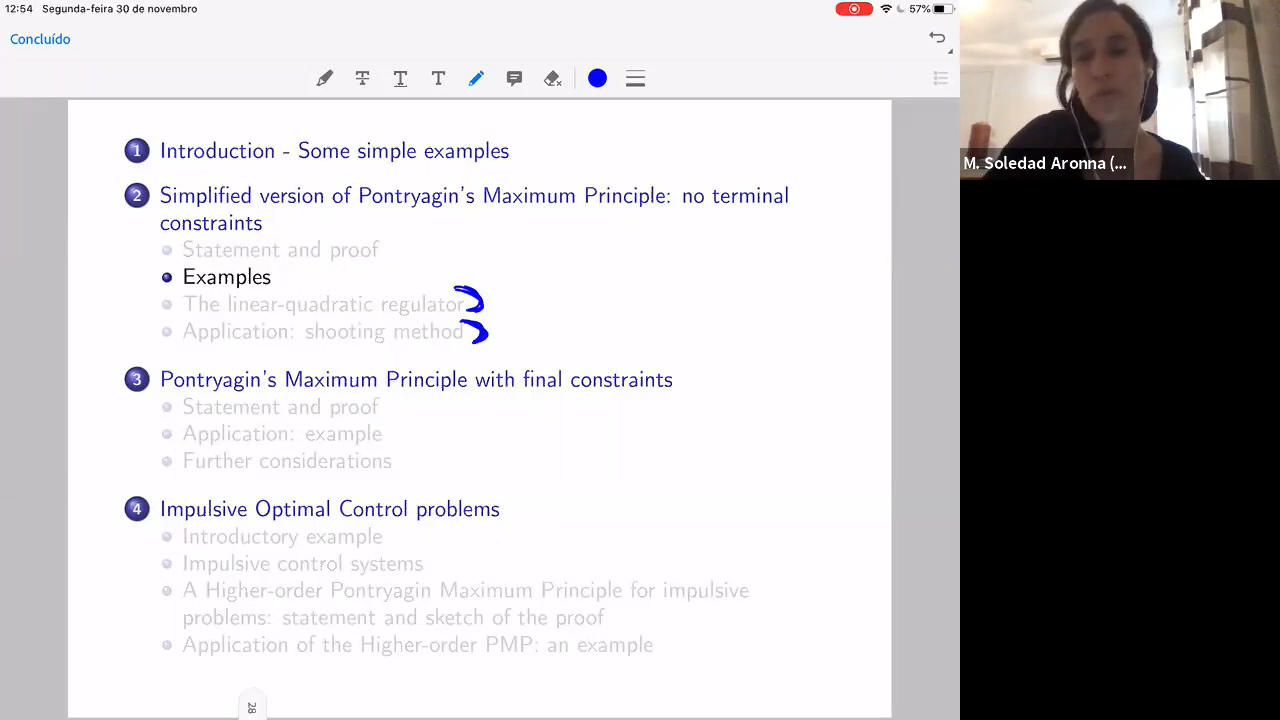 12:54 Segunda-feira 30 de novembro
57%
Concluído
T T T
M. Soledad Aronna (...
1 Introduction - Some simple examples
2 Simplified version of Pontryagin's Maximum Principle: no terminal
constraints
Statement and proof
Examples
The linear-quadratic regulator
Application: shooting method
3 Pontryagin's Maximum Principle with final constraints
Statement and proof
Application: example
Further considerations
4 Impulsive Optimal Control problems
Introductory example
Impulsive control systems
A Higher-order Pontryagin Maximum Principle for impulsive
problems: statement and sketch of the proof
Application of the Higher-order PMP: an example
28